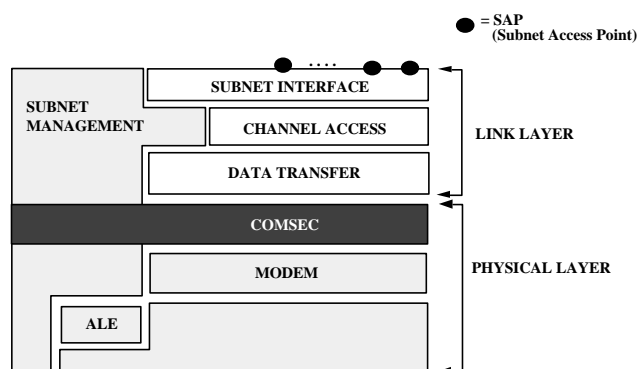 = SAP
(Subnet Access Point)
....
SUBNET INTERFACE
SUBNET
MANAGEMENT
CHANNEL ACCESS
LINK LAYER
DATA TRANSFER
COMSEC
MODEM
PHYSICAL LAYER
ALE